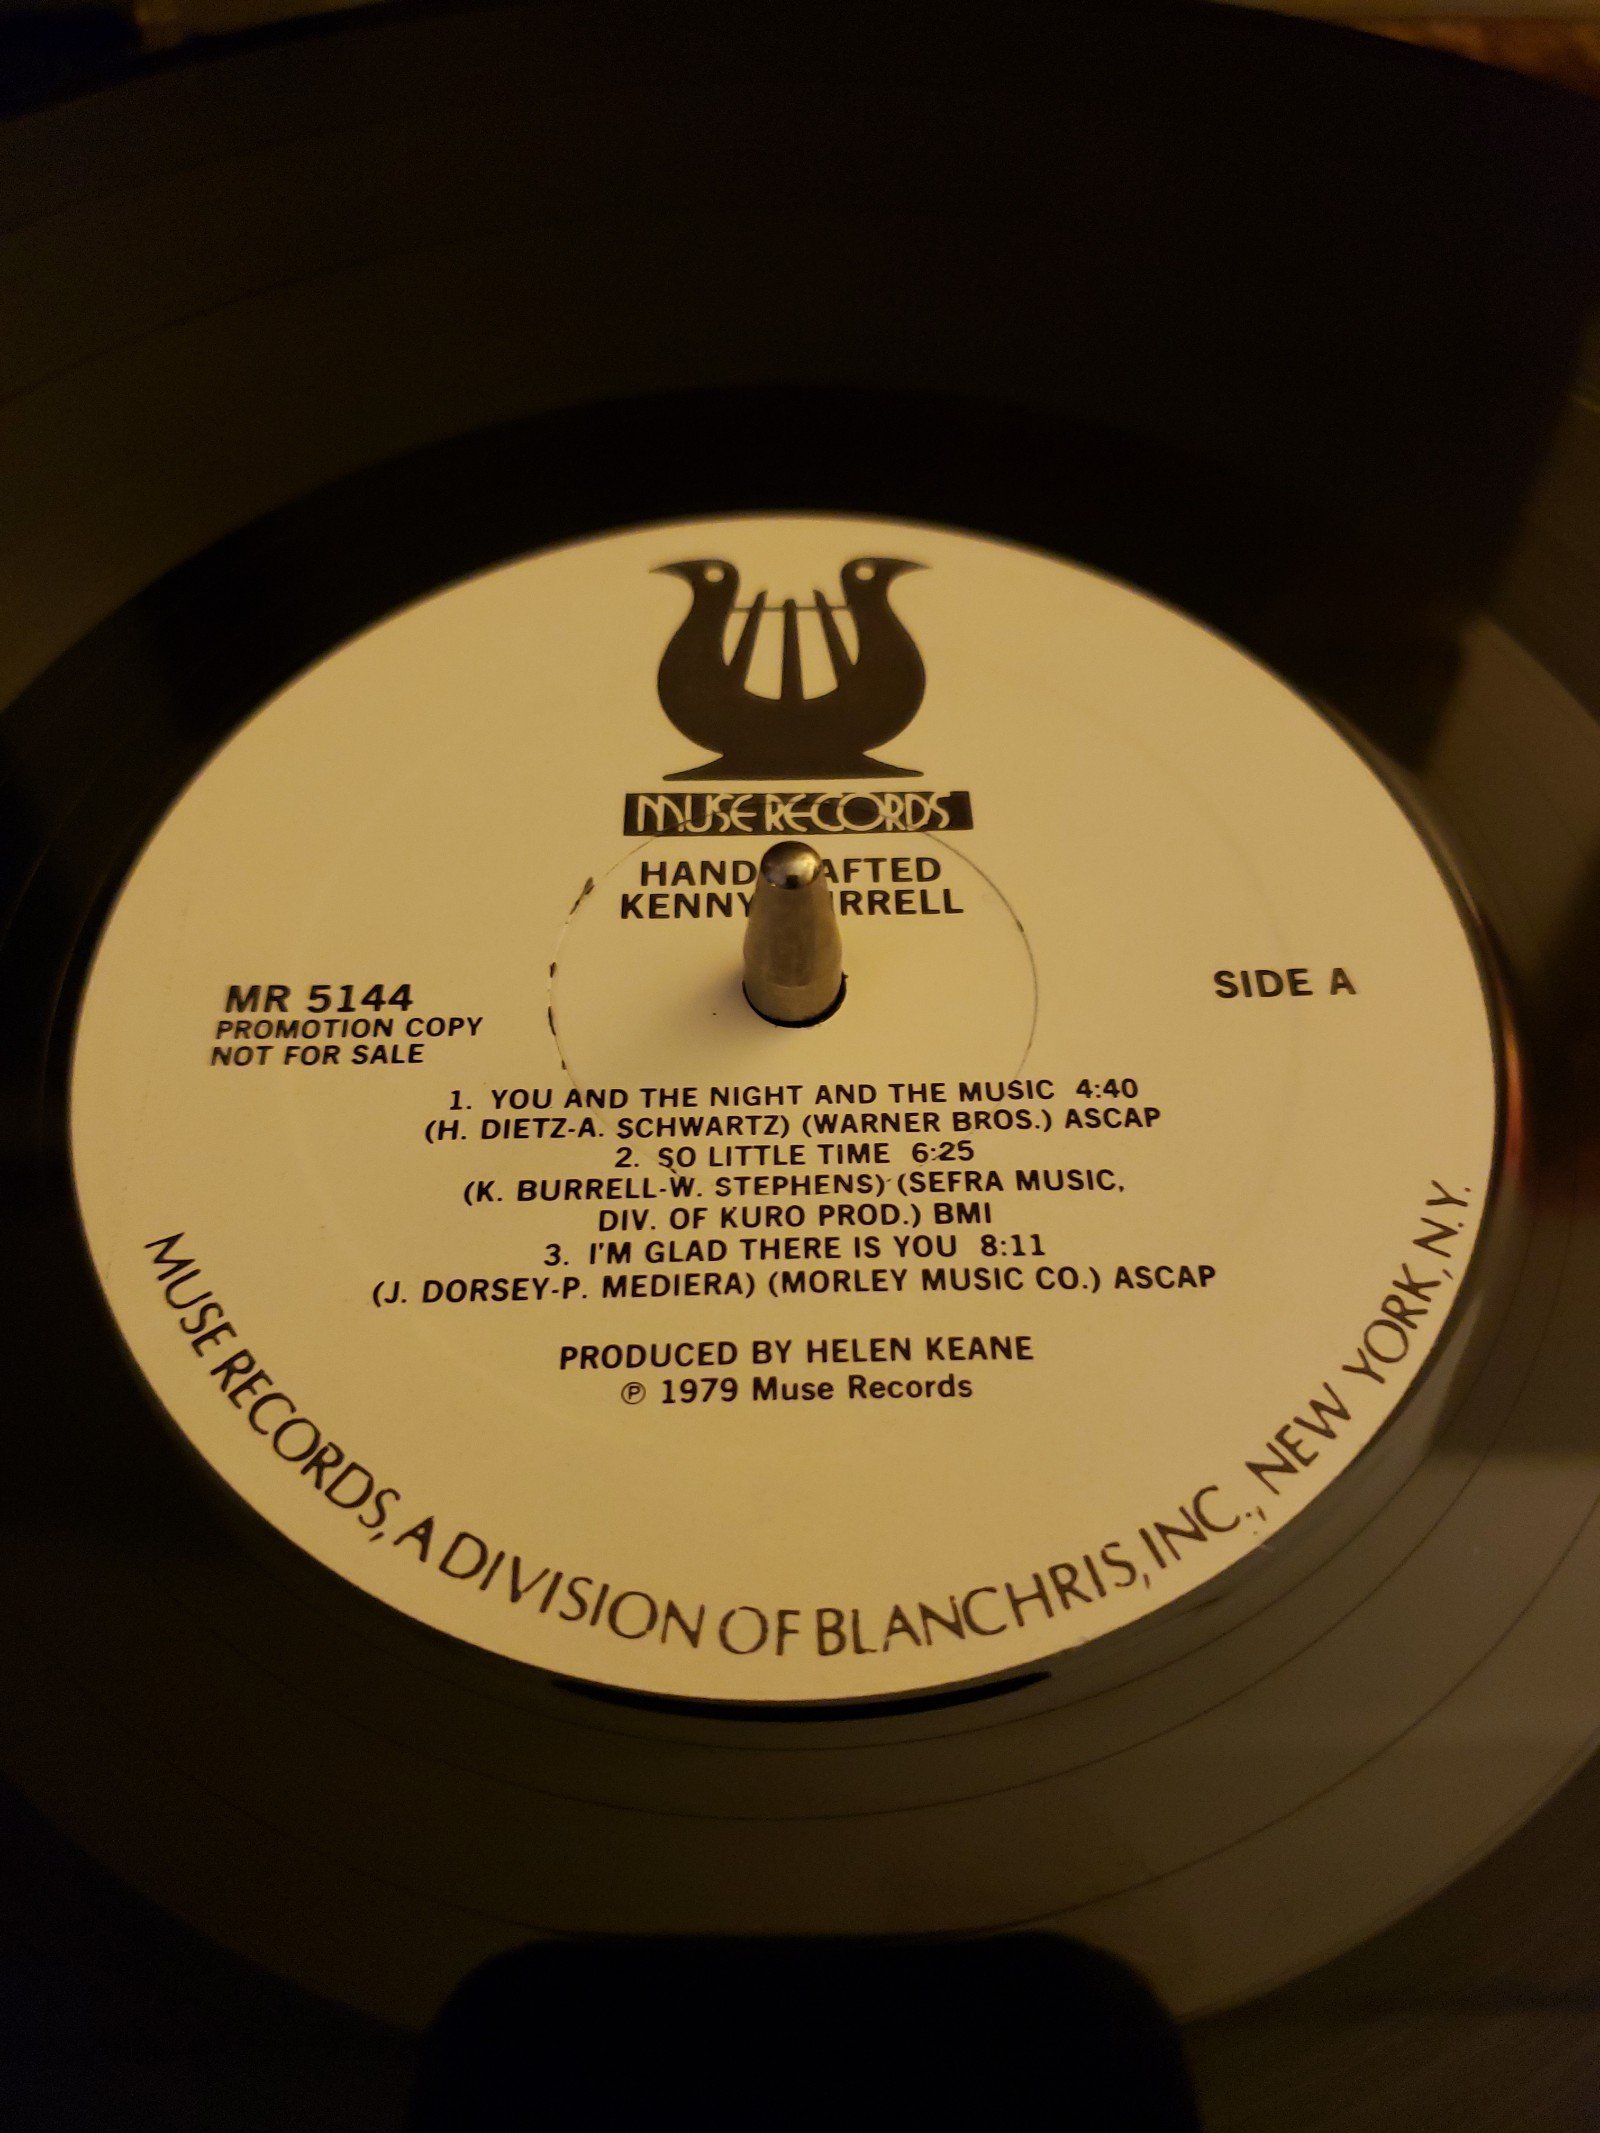 MUSE RECORDS
HAND AFTED
KENNY RRELL
MR 5144
SIDE A
PROMOTION COPY
NOT FOR SALE
1. YOU AND THE NIGHT AND THE MUSIC 4:40
(H. DIETZ-A. SCHWARTZ) (WARNER BROS.) ASCAP
2. SO LITTLE TIME 6:25
(K. BURRELL-W. STEPHENS) (SEFRA MUSIC,
DIV. OF KURO PROD.) BMI
3. I'M GLAD THERE IS YOU 8:11
(J. DORSEY-P. MEDIERA) (MORLEY MUSIC CO.) ASCAP
PRODUCED BY HELEN KEANE
℗ 1979 Muse Records
MUSE RECORDS, A DIVISION OF BLANCHRIS, INC., NEW YORK, N.Y.